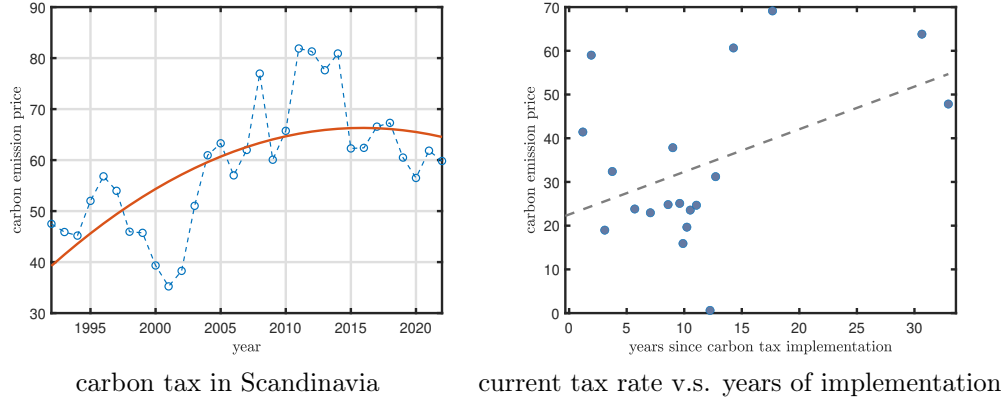 90
80
70
60
50
40
30
carbon emission price
1995 2000 2005 2010 2015 2020
year
carbon tax in Scandinavia
70
60
50
40
30
20
10
0
carbon emission price
0 5 10 15 20 25 30
years since carbon tax implementation
current tax rate v.s. years of implementation